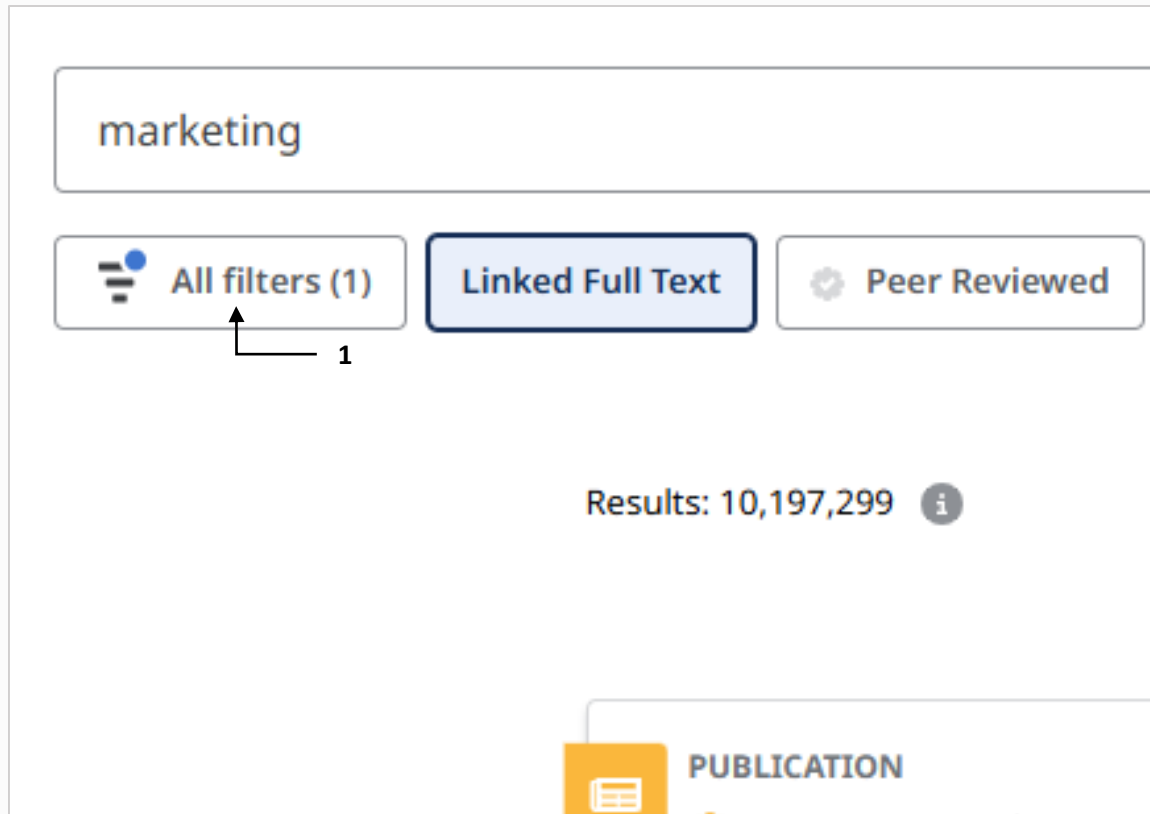 marketing
All filters (1) Linked Full Text Peer Reviewed
1
Results: 10,197,299 i
PUBLICATION